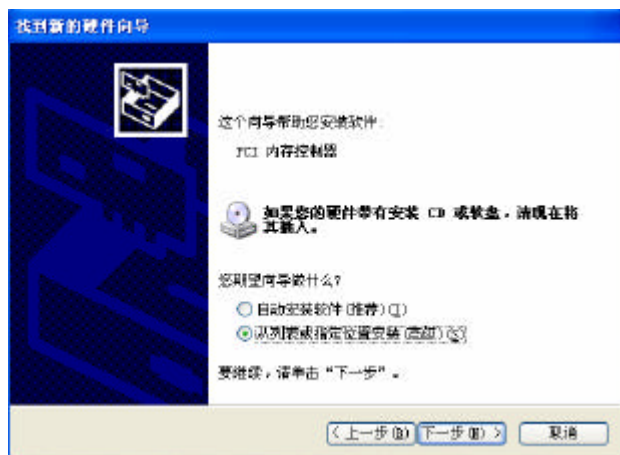 找到新的硬件向导
这个向导帮助您安装软件:
PCI 内存控制器
如果您的硬件带有安装 CD 或软盘，请现在将
其插入。
您期望向导做什么?
自动安装软件(推荐)(I)
从列表或指定位置安装(高级)(S)
要继续，请单击“下一步”。
< 上一步(B)
下一步(N) >
取消